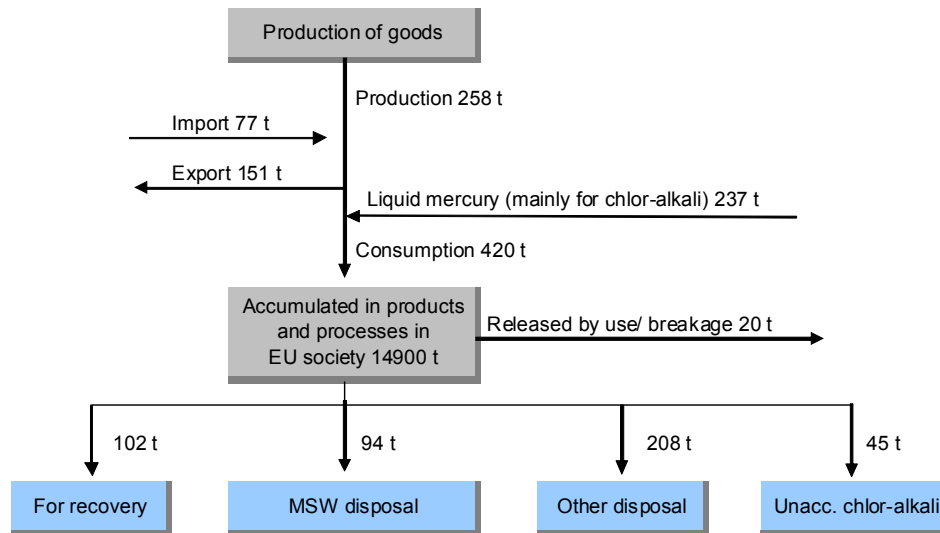 Production of goods
Production 258 t
Import 77 t
Export 151 t
Liquid mercury (mainly for chlor-alkali) 237 t
Consumption 420 t
Accumulated in products
and processes in
EU society 14900 t
Released by use/ breakage 20 t
102 t
94 t
208 t
45 t
For recovery
MSW disposal
Other disposal
Unacc. chlor-alkali